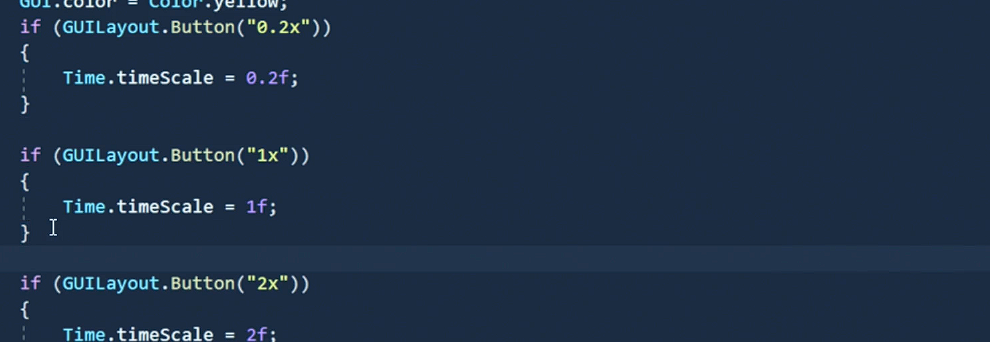 GUI.color = Color.yellow;
if (GUILayout.Button("0.2x"))
{
Time.timeScale = 0.2f;
}
if (GUILayout.Button("1x"))
{
Time.timeScale = 1f;
}
if (GUILayout.Button("2x"))
{
Time.timeScale = 2f;